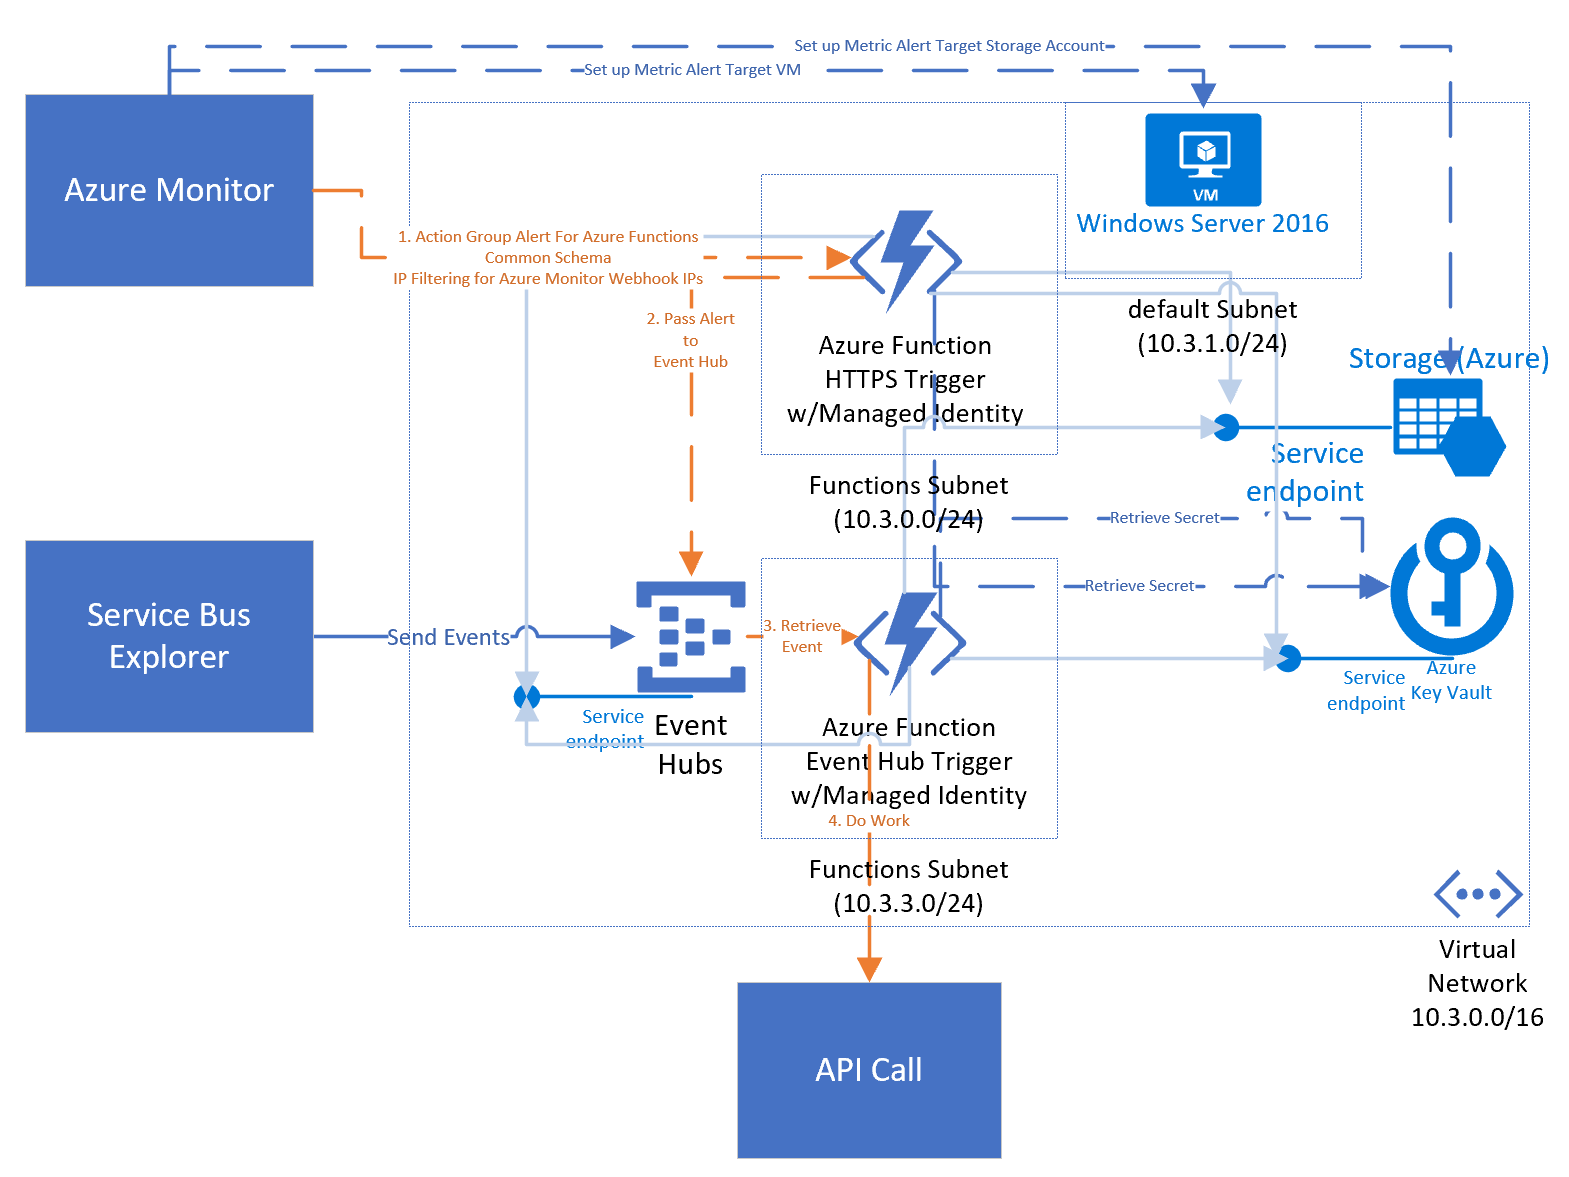 Set up Metric Alert Target Storage Account
Set up Metric Alert Target VM
Azure Monitor
VM
Windows Server 2016
1. Action Group Alert For Azure Functions
Common Schema
IP Filtering for Azure Monitor Webhook IPs
2. Pass Alert
to
Event Hub
default Subnet
(10.3.1.0/24)
Azure Function
HTTPS Trigger
w/Managed Identity
Storage (Azure)
Service
endpoint
Functions Subnet
(10.3.0.0/24)
Retrieve Secret
Retrieve Secret
Service Bus
Explorer
Send Events
3. Retrieve
Event
Service
endpoint
Azure
Key Vault
Service
endpoint
Event
Hubs
Azure Function
Event Hub Trigger
w/Managed Identity
4. Do Work
Functions Subnet
(10.3.3.0/24)
Virtual
Network
10.3.0.0/16
API Call